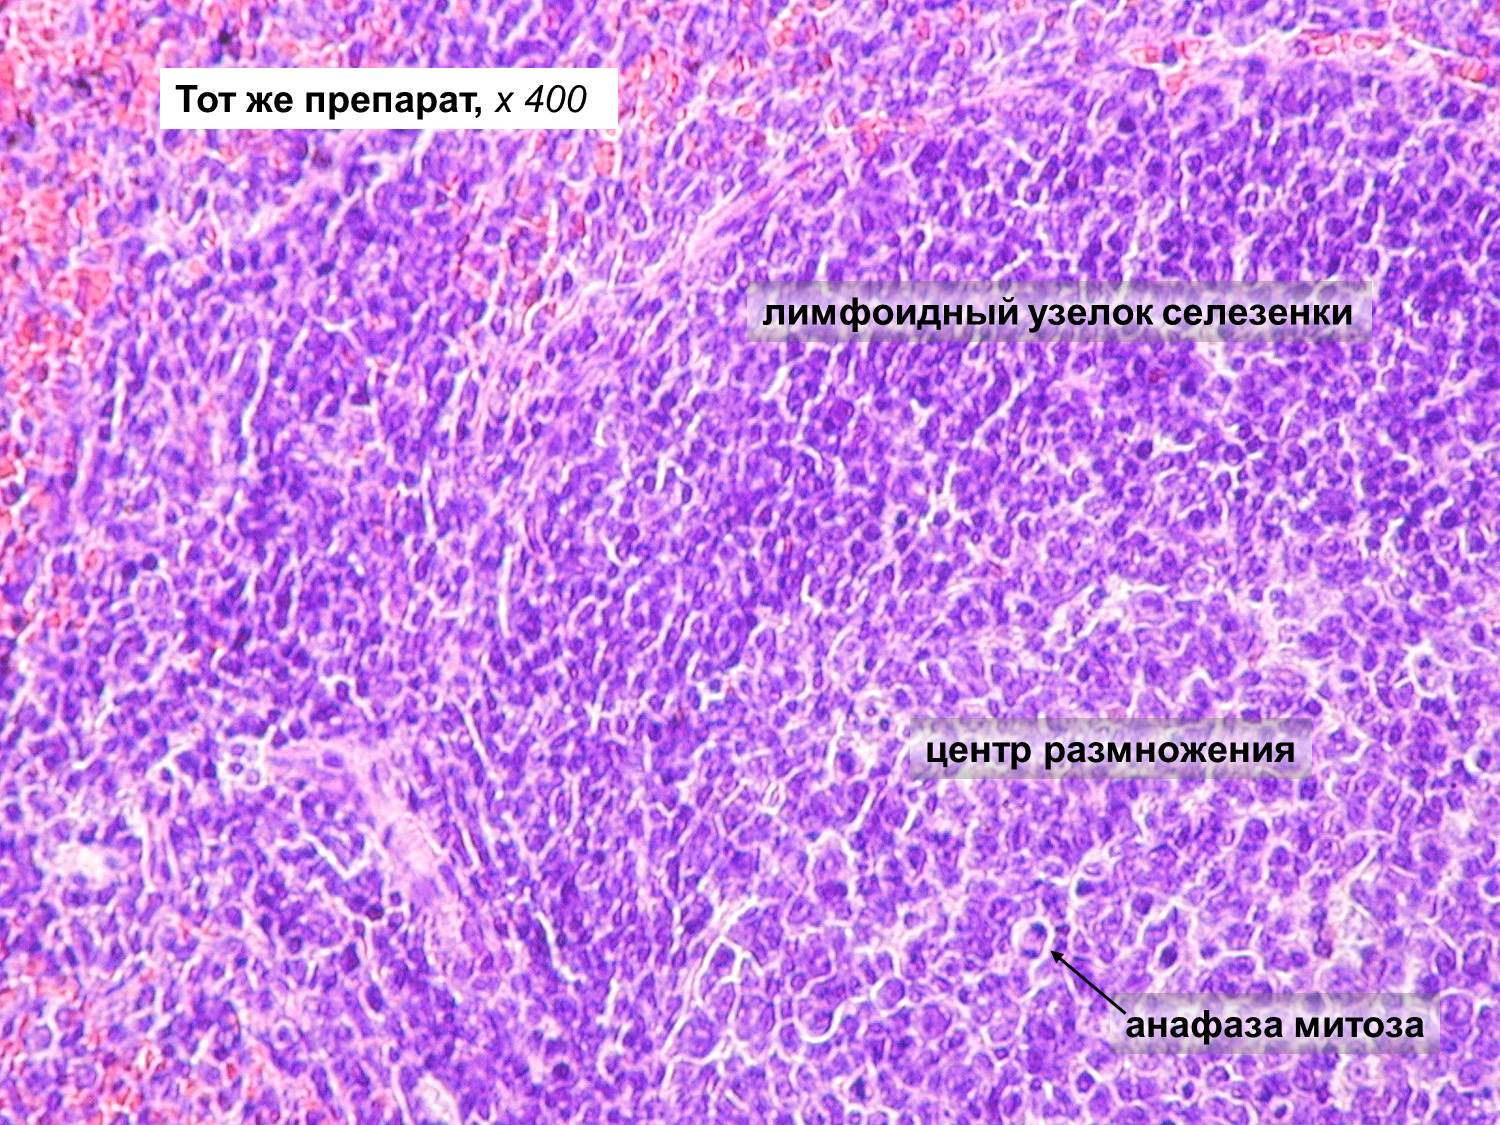 Тот же препарат, х 400
лимфоидный узелок селезенки
центр размножения
анафаза митоза